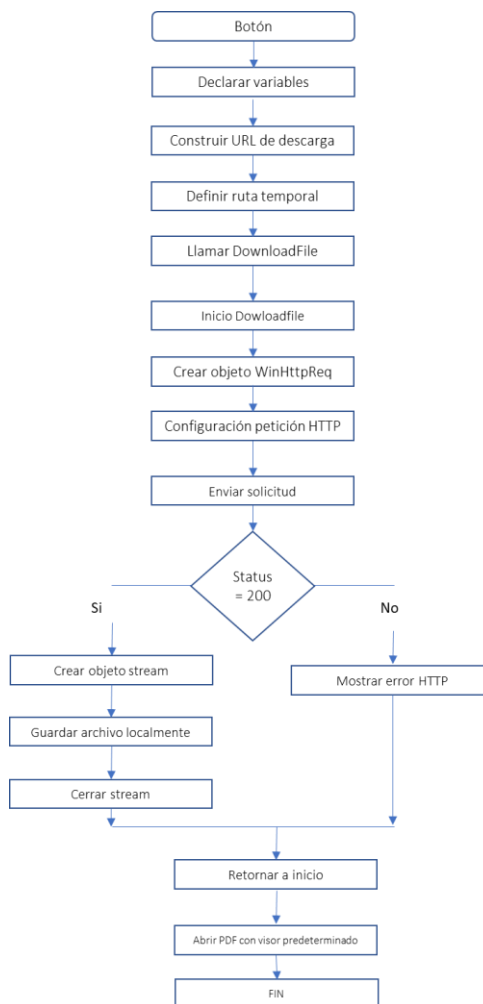 Botón
Declarar variables
Construir URL de descarga
Definir ruta temporal
Llamar DownloadFile
Inicio Dowloadfile
Crear objeto WinHttpReq
Configuración petición HTTP
Enviar solicitud
Status
= 200
Si
No
Crear objeto stream
Mostrar error HTTP
Guardar archivo localmente
Cerrar stream
Retornar a inicio
Abrir PDF con visor predeterminado
FIN